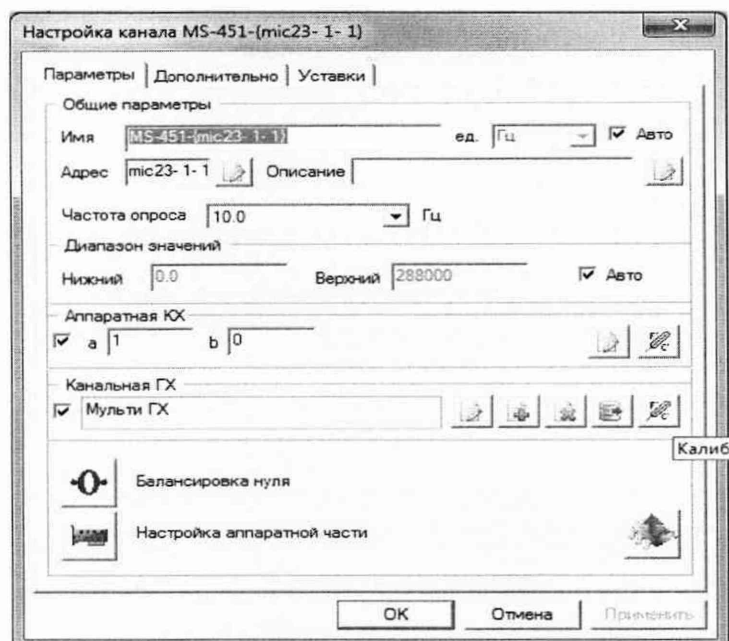 Настройка канала MS-451-{mic23- 1- 1}
Параметры Дополнительно Уставки
Общие параметры
Имя MS-451-{mic23- 1- 1} ед. Гц Авто
Адрес mic23- 1- 1 Описание
Частота опроса 10.0 Гц
Диапазон значений
Нижний 0.0 Верхний 288000 Авто
Аппаратная КХ
a 1 b 0
Канальная ГХ
Мульти ГХ
Калиб
Балансировка нуля
Настройка аппаратной части
OK Отмена Применить